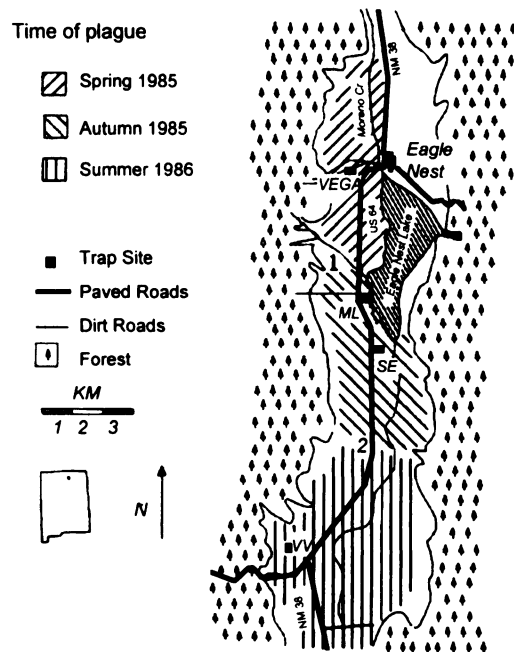 Time of plague
Spring 1985
Autumn 1985
Summer 1986
Trap Site
Paved Roads
Dirt Roads
Forest
KM
1 2 3
N
NM 38
Moreno Cr
Eagle
Nest
VEGA
US 64
Eagle Nest Lake
1
ML
SE
2
VV
NM 38